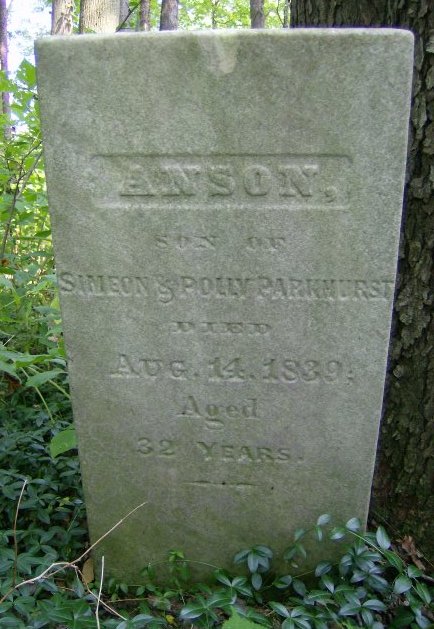 ANSON,
SON OF
SIMEON & POLLY PARKHURST
DIED
AUG. 14. 1839.
Aged
32 YEARS.